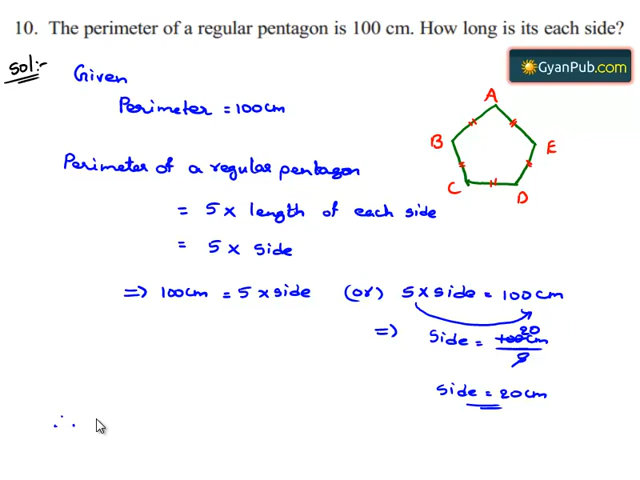 10. The perimeter of a regular pentagon is 100 cm. How long is its each side?
Sol:-
GyanPub.com
Given
Perimeter = 100cm
A
B
E
C
D
Perimeter of a regular pentagon
= 5 x length of each side
= 5 x side
=> 100cm = 5 x side (or) 5 x side = 100cm
=> Side = 100cm/5 20
Side = 20cm
∴